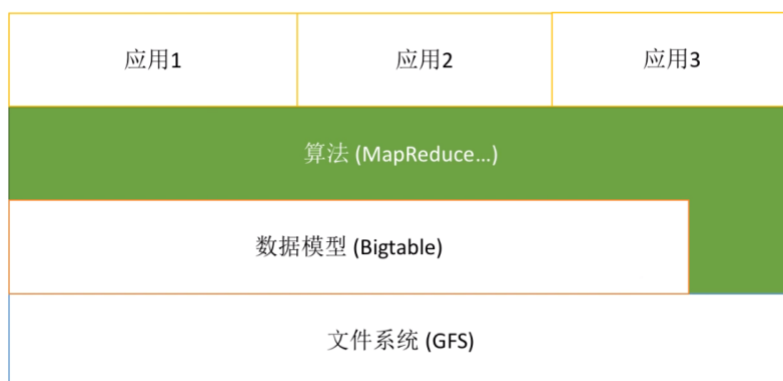 应用1 应用2 应用3
算法 (MapReduce…)
数据模型 (Bigtable)
文件系统 (GFS)